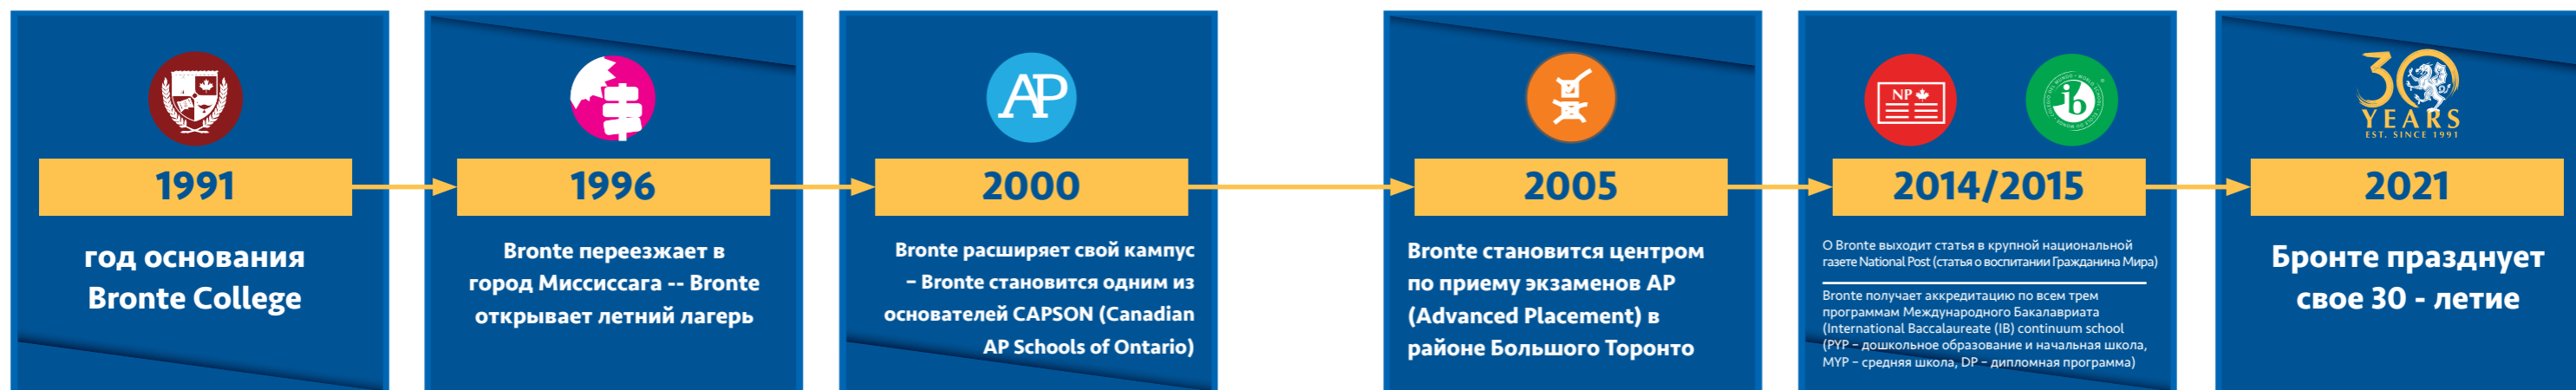 1991
год основания
Bronte College
1996
Bronte переезжает в
город Миссиссага -- Bronte
открывает летний лагерь
AP
2000
Bronte расширяет свой кампус
– Bronte становится одним из
основателей CAPSON (Canadian
AP Schools of Ontario)
2005
Bronte становится центром
по приему экзаменов AP
(Advanced Placement) в
районе Большого Торонто
NP
ib
2014/2015
О Bronte выходит статья в крупной национальной
газете National Post (статья о воспитании Гражданина Мира)
Bronte получает аккредитацию по всем трем
программам Международного Бакалавриата
(International Baccalaureate (IB) continuum school
(PYP – дошкольное образование и начальная школа,
MYP – средняя школа, DP – дипломная программа)
30
YEARS
EST. SINCE 1991
2021
Бронте празднует
свое 30 - летие